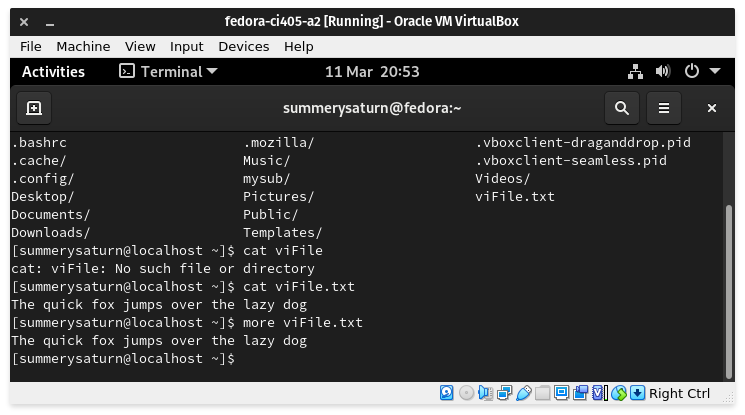 fedora-ci405-a2 [Running] - Oracle VM VirtualBox
File Machine View Input Devices Help
Activities Terminal 11 Mar 20:53
summerysaturn@fedora:~
.bashrc .mozilla/ .vboxclient-draganddrop.pid
.cache/ Music/ .vboxclient-seamless.pid
.config/ mysub/ Videos/
Desktop/ Pictures/ viFile.txt
Documents/ Public/
Downloads/ Templates/
[summerysaturn@localhost ~]$ cat viFile
cat: viFile: No such file or directory
[summerysaturn@localhost ~]$ cat viFile.txt
The quick fox jumps over the lazy dog
[summerysaturn@localhost ~]$ more viFile.txt
The quick fox jumps over the lazy dog
[summerysaturn@localhost ~]$
Right Ctrl